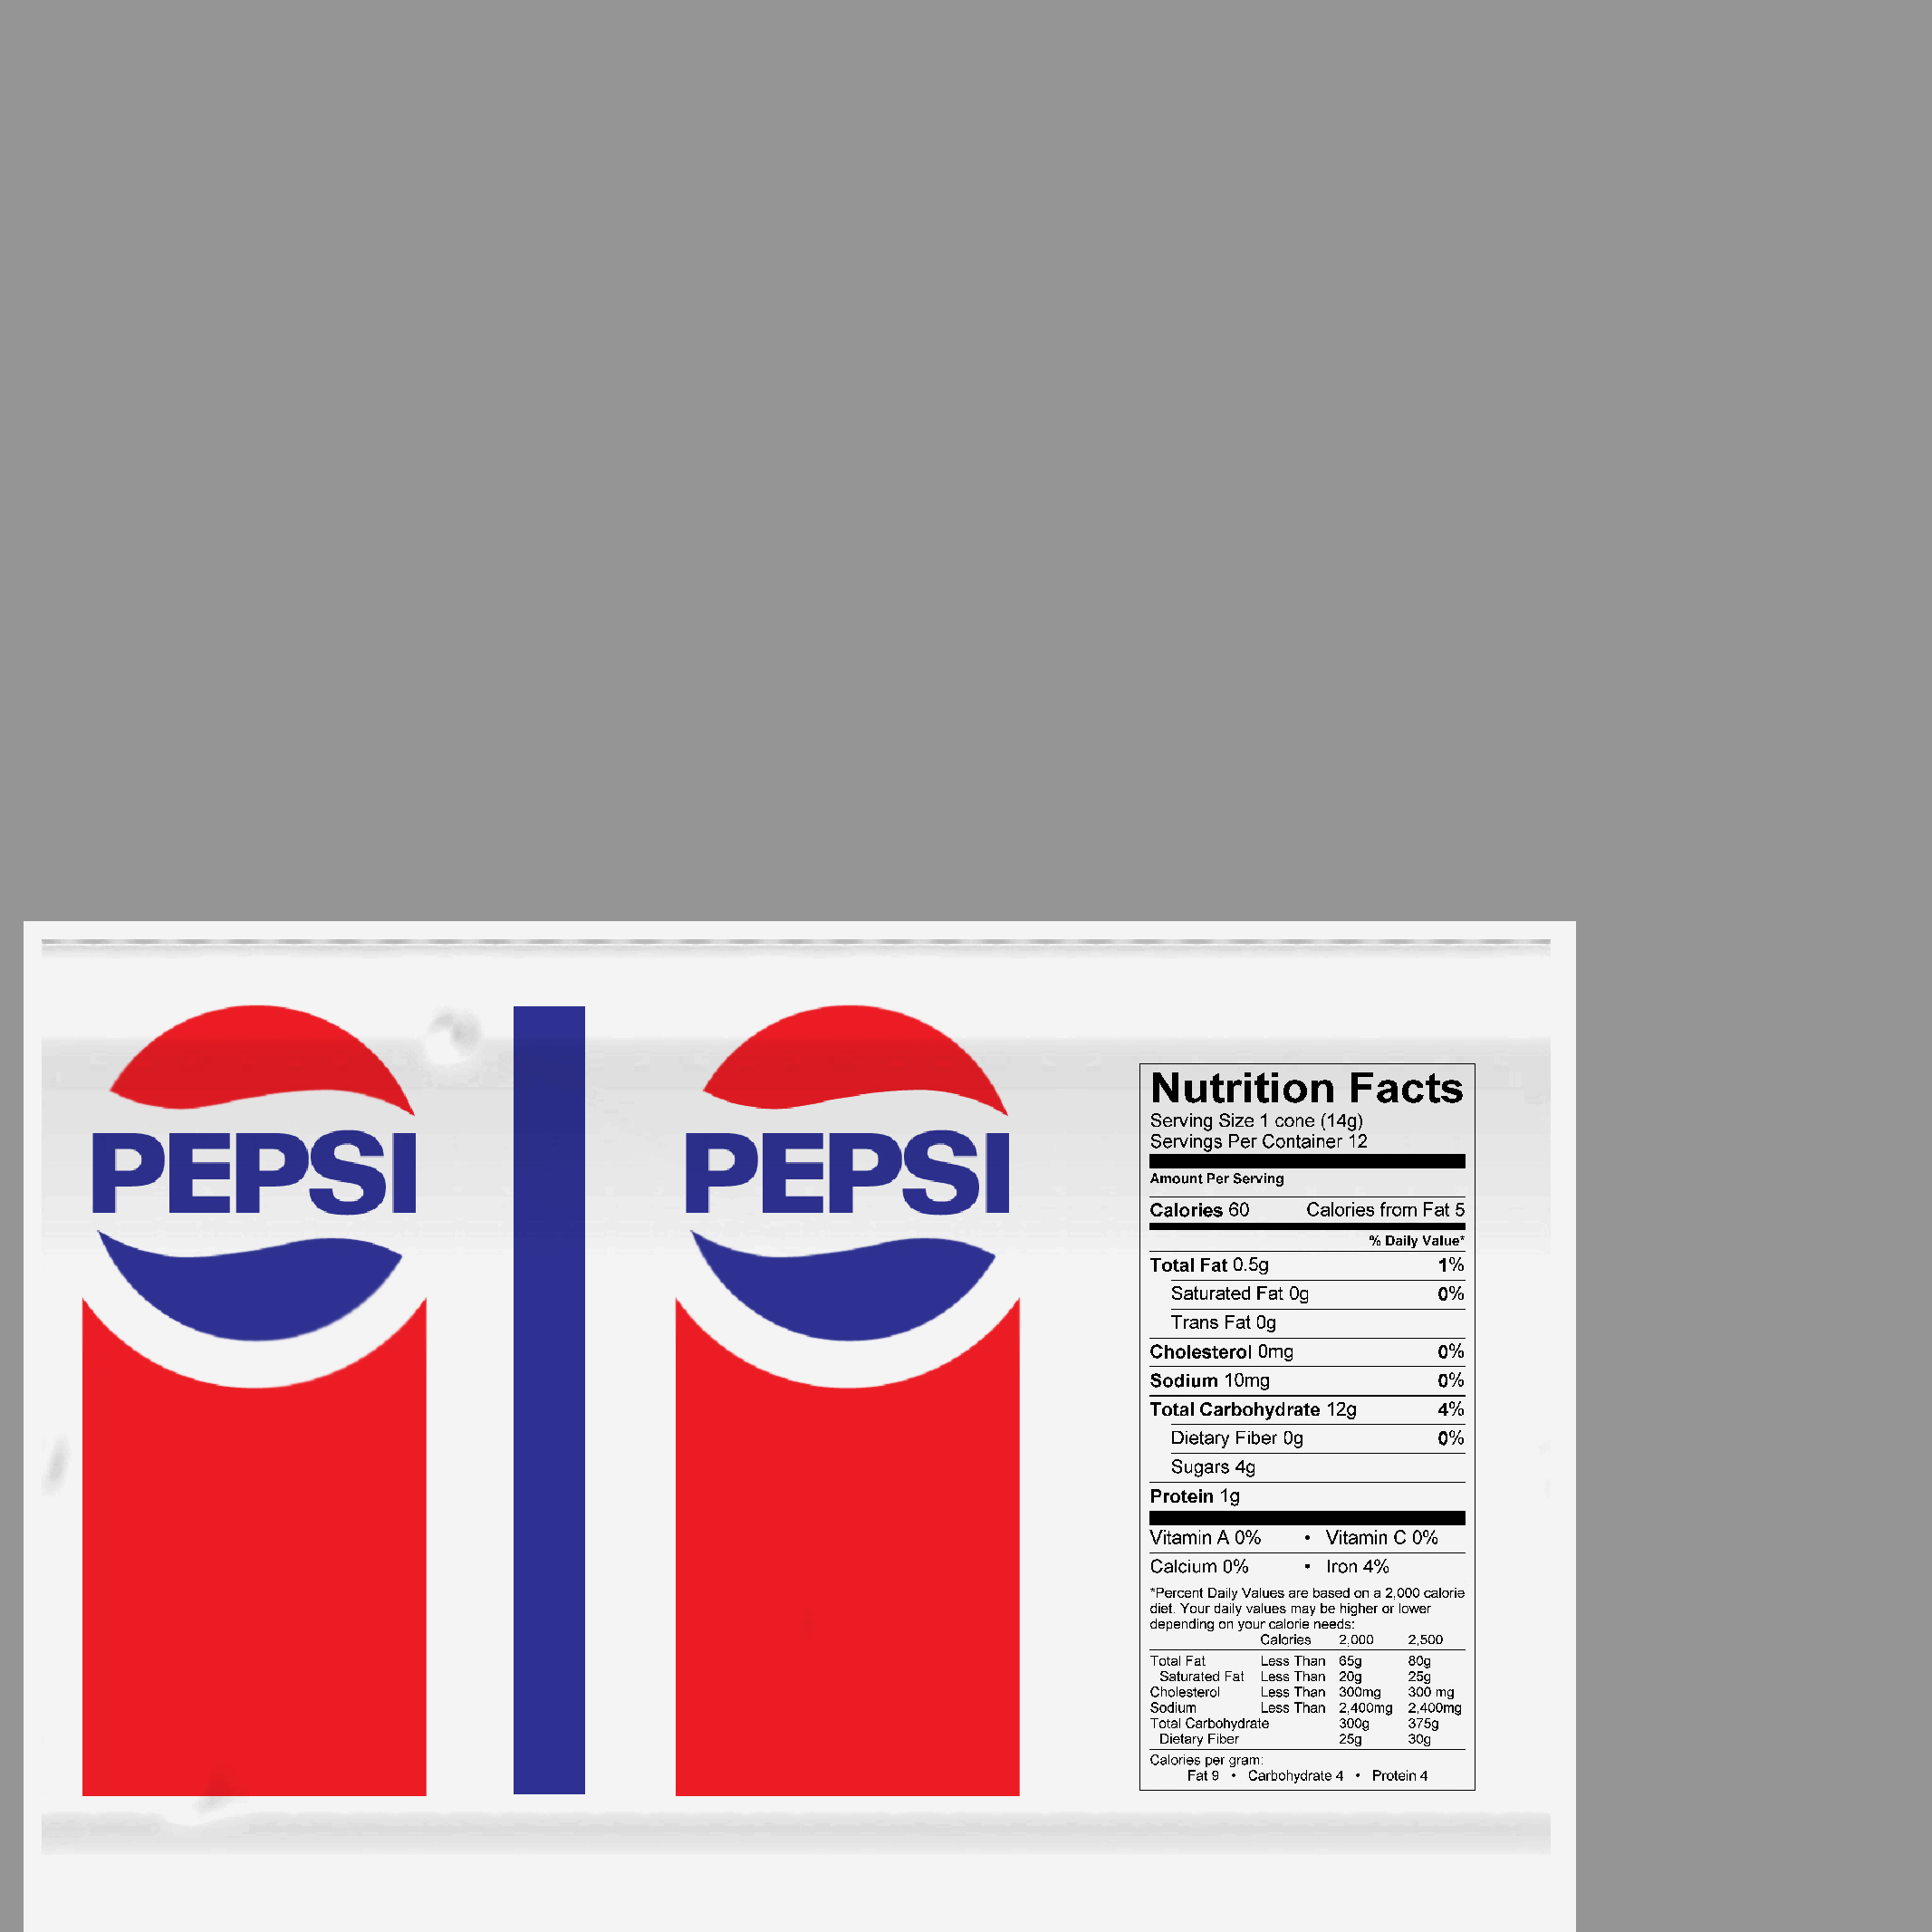 PEPSI
PEPSI
Nutrition Facts
Serving Size 1 cone (14g)
Servings Per Container 12
Amount Per Serving
Calories 60 Calories from Fat 5
% Daily Value*
Total Fat 0.5g 1%
Saturated Fat 0g 0%
Trans Fat 0g
Cholesterol 0mg 0%
Sodium 10mg 0%
Total Carbohydrate 12g 4%
Dietary Fiber 0g 0%
Sugars 4g
Protein 1g
Vitamin A 0% • Vitamin C 0%
Calcium 0% • Iron 4%
*Percent Daily Values are based on a 2,000 calorie
diet. Your daily values may be higher or lower
depending on your calorie needs:
Calories 2,000 2,500
Total Fat Less Than 65g 80g
Saturated Fat Less Than 20g 25g
Cholesterol Less Than 300mg 300 mg
Sodium Less Than 2,400mg 2,400mg
Total Carbohydrate 300g 375g
Dietary Fiber 25g 30g
Calories per gram:
Fat 9 • Carbohydrate 4 • Protein 4